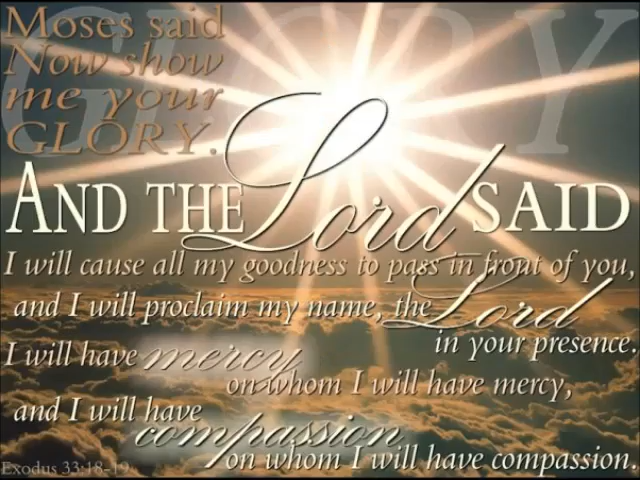 GLORY
Moses said
Now show
me your
GLORY.
AND THE Lord SAID
I will cause all my goodness to pass in front of you,
and I will proclaim my name, the Lord
in your presence.
I will have mercy
on whom I will have mercy,
and I will have
compassion
on whom I will have compassion.
Exodus 33:18-19